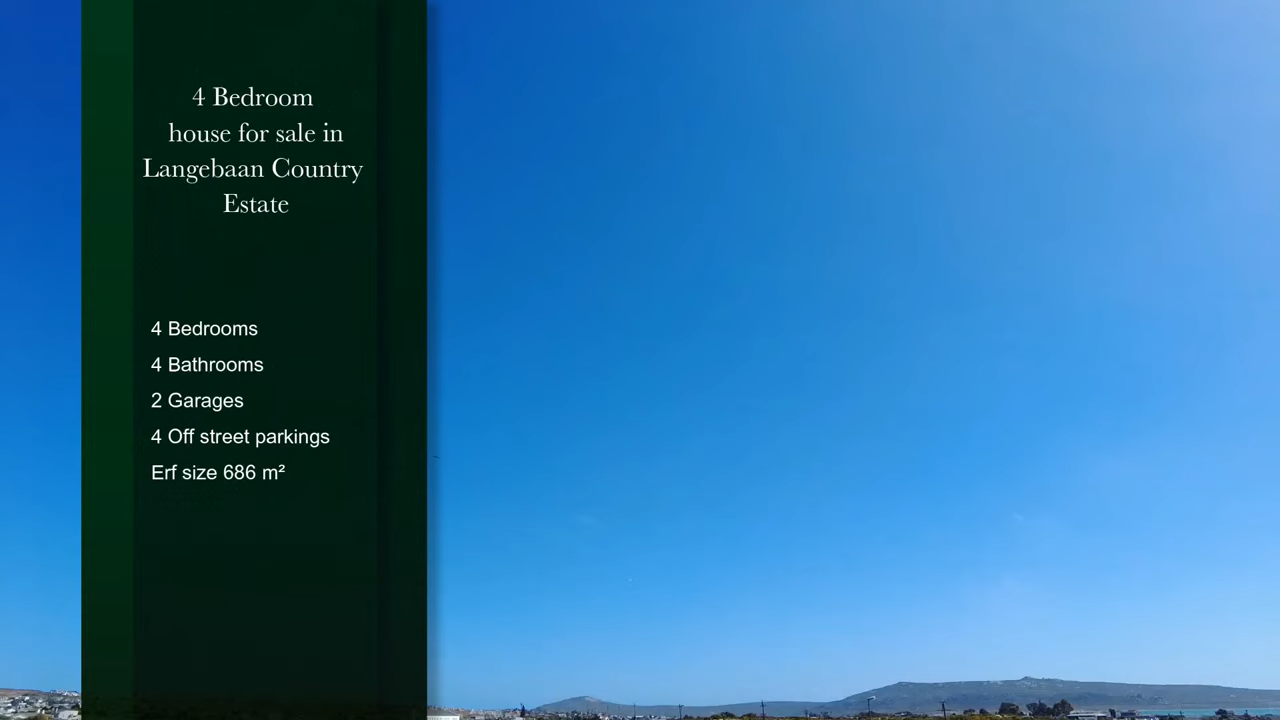 4 Bedroom
house for sale in
Langebaan Country
Estate
4 Bedrooms
4 Bathrooms
2 Garages
4 Off street parkings
Erf size 686 m²